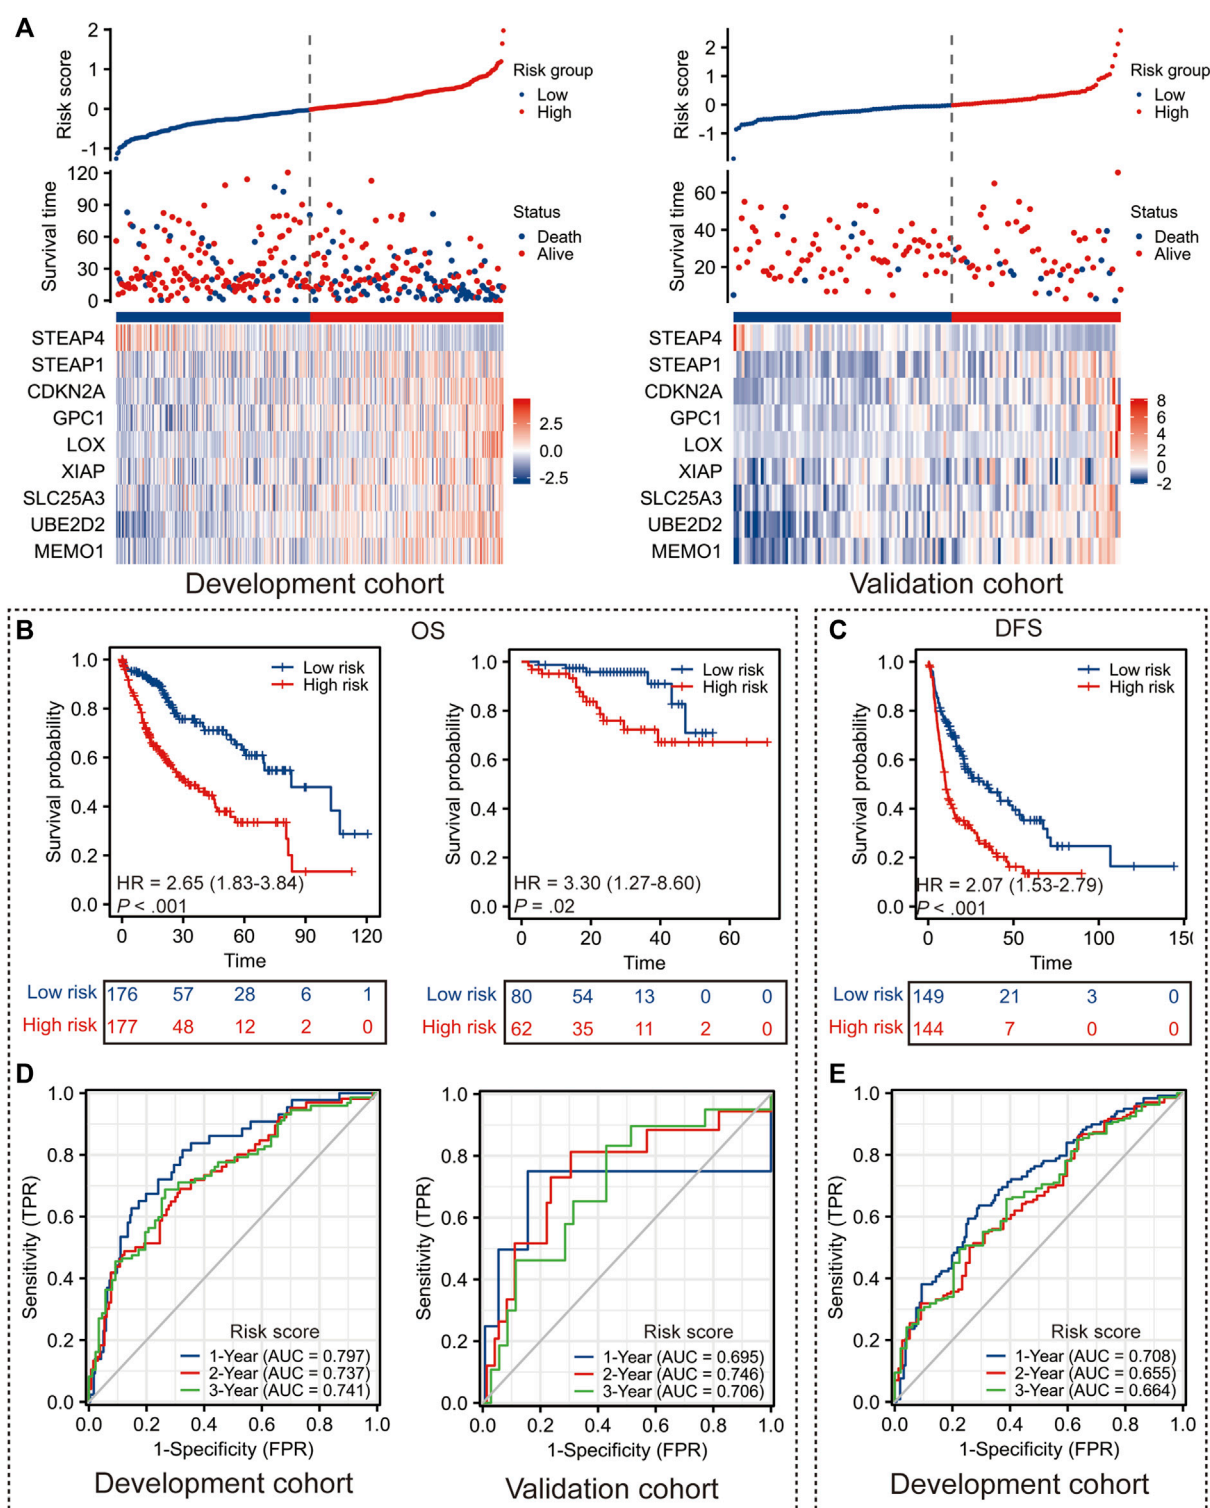 A
2
1
0
-1
Risk score
Risk group
Low
High
120
90
60
30
0
Survival time
Status
Death
Alive
STEAP4
STEAP1
CDKN2A
GPC1
LOX
XIAP
SLC25A3
UBE2D2
MEMO1
2.5
0.0
-2.5
Development cohort
2
1
0
-1
Risk score
Risk group
Low
High
60
40
20
Survival time
Status
Death
Alive
STEAP4
STEAP1
CDKN2A
GPC1
LOX
XIAP
SLC25A3
UBE2D2
MEMO1
8
6
4
2
0
-2
Validation cohort
B
OS
1.0
0.8
0.6
0.4
0.2
0.0
Survival probability
Low risk
High risk
HR = 2.65 (1.83-3.84)
P < .001
0 30 60 90 120
Time
Low risk 176 57 28 6 1
High risk 177 48 12 2 0
1.0
0.8
0.6
0.4
0.2
0.0
Survival probability
Low risk
High risk
HR = 3.30 (1.27-8.60)
P = .02
0 20 40 60
Time
Low risk 80 54 13 0 0
High risk 62 35 11 2 0
C
DFS
1.0
0.8
0.6
0.4
0.2
0.0
Survival probability
Low risk
High risk
HR = 2.07 (1.53-2.79)
P < .001
0 50 100 15
Time
Low risk 149 21 3 0
High risk 144 7 0 0
D
1.0
0.8
0.6
0.4
0.2
0.0
Sensitivity (TPR)
Risk score
1-Year (AUC = 0.797)
2-Year (AUC = 0.737)
3-Year (AUC = 0.741)
0.0 0.2 0.4 0.6 0.8 1.0
1-Specificity (FPR)
Development cohort
1.0
0.8
0.6
0.4
0.2
0.0
Sensitivity (TPR)
Risk score
1-Year (AUC = 0.695)
2-Year (AUC = 0.746)
3-Year (AUC = 0.706)
0.0 0.2 0.4 0.6 0.8 1.0
1-Specificity (FPR)
Validation cohort
E
1.0
0.8
0.6
0.4
0.2
0.0
Sensitivity (TPR)
Risk score
1-Year (AUC = 0.708)
2-Year (AUC = 0.655)
3-Year (AUC = 0.664)
0.0 0.2 0.4 0.6 0.8 1.0
1-Specificity (FPR)
Development cohort